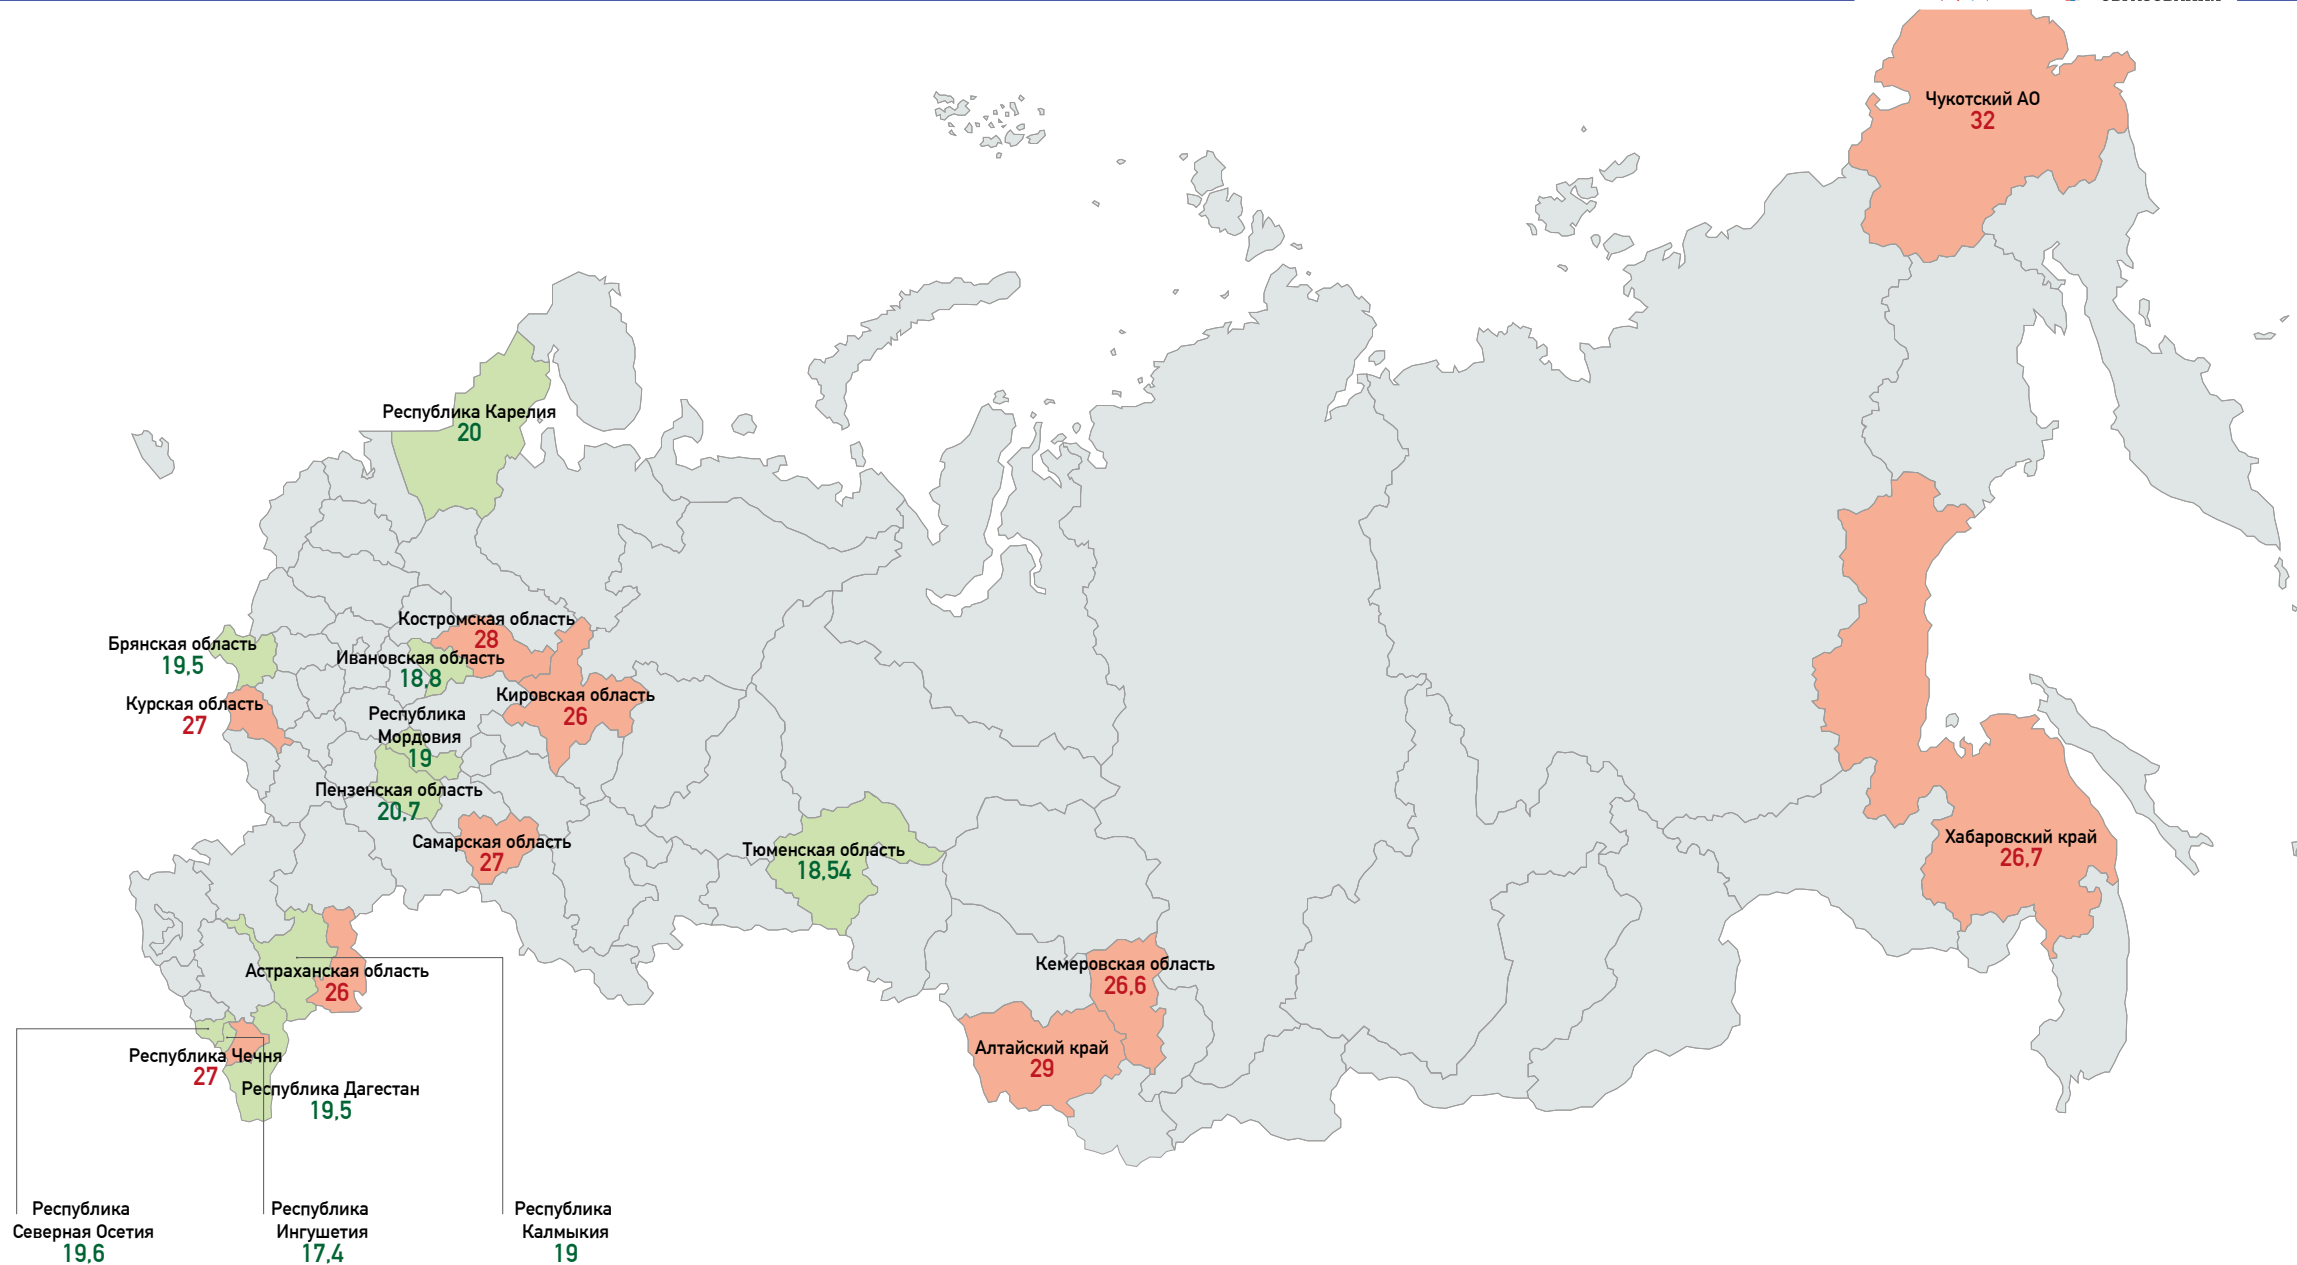 Чукотский АО
32
Республика Карелия
20
Костромская область
28
Брянская область
19,5
Ивановская область
18,8
Кировская область
26
Курская область
27
Республика
Мордовия
19
Пензенская область
20,7
Самарская область
27
Тюменская область
18,54
Хабаровский край
26,7
Астраханская область
26
Кемеровская область
26,6
Алтайский край
29
Республика Чечня
27
Республика Дагестан
19,5
Республика
Северная Осетия
19,6
Республика
Ингушетия
17,4
Республика
Калмыкия
19